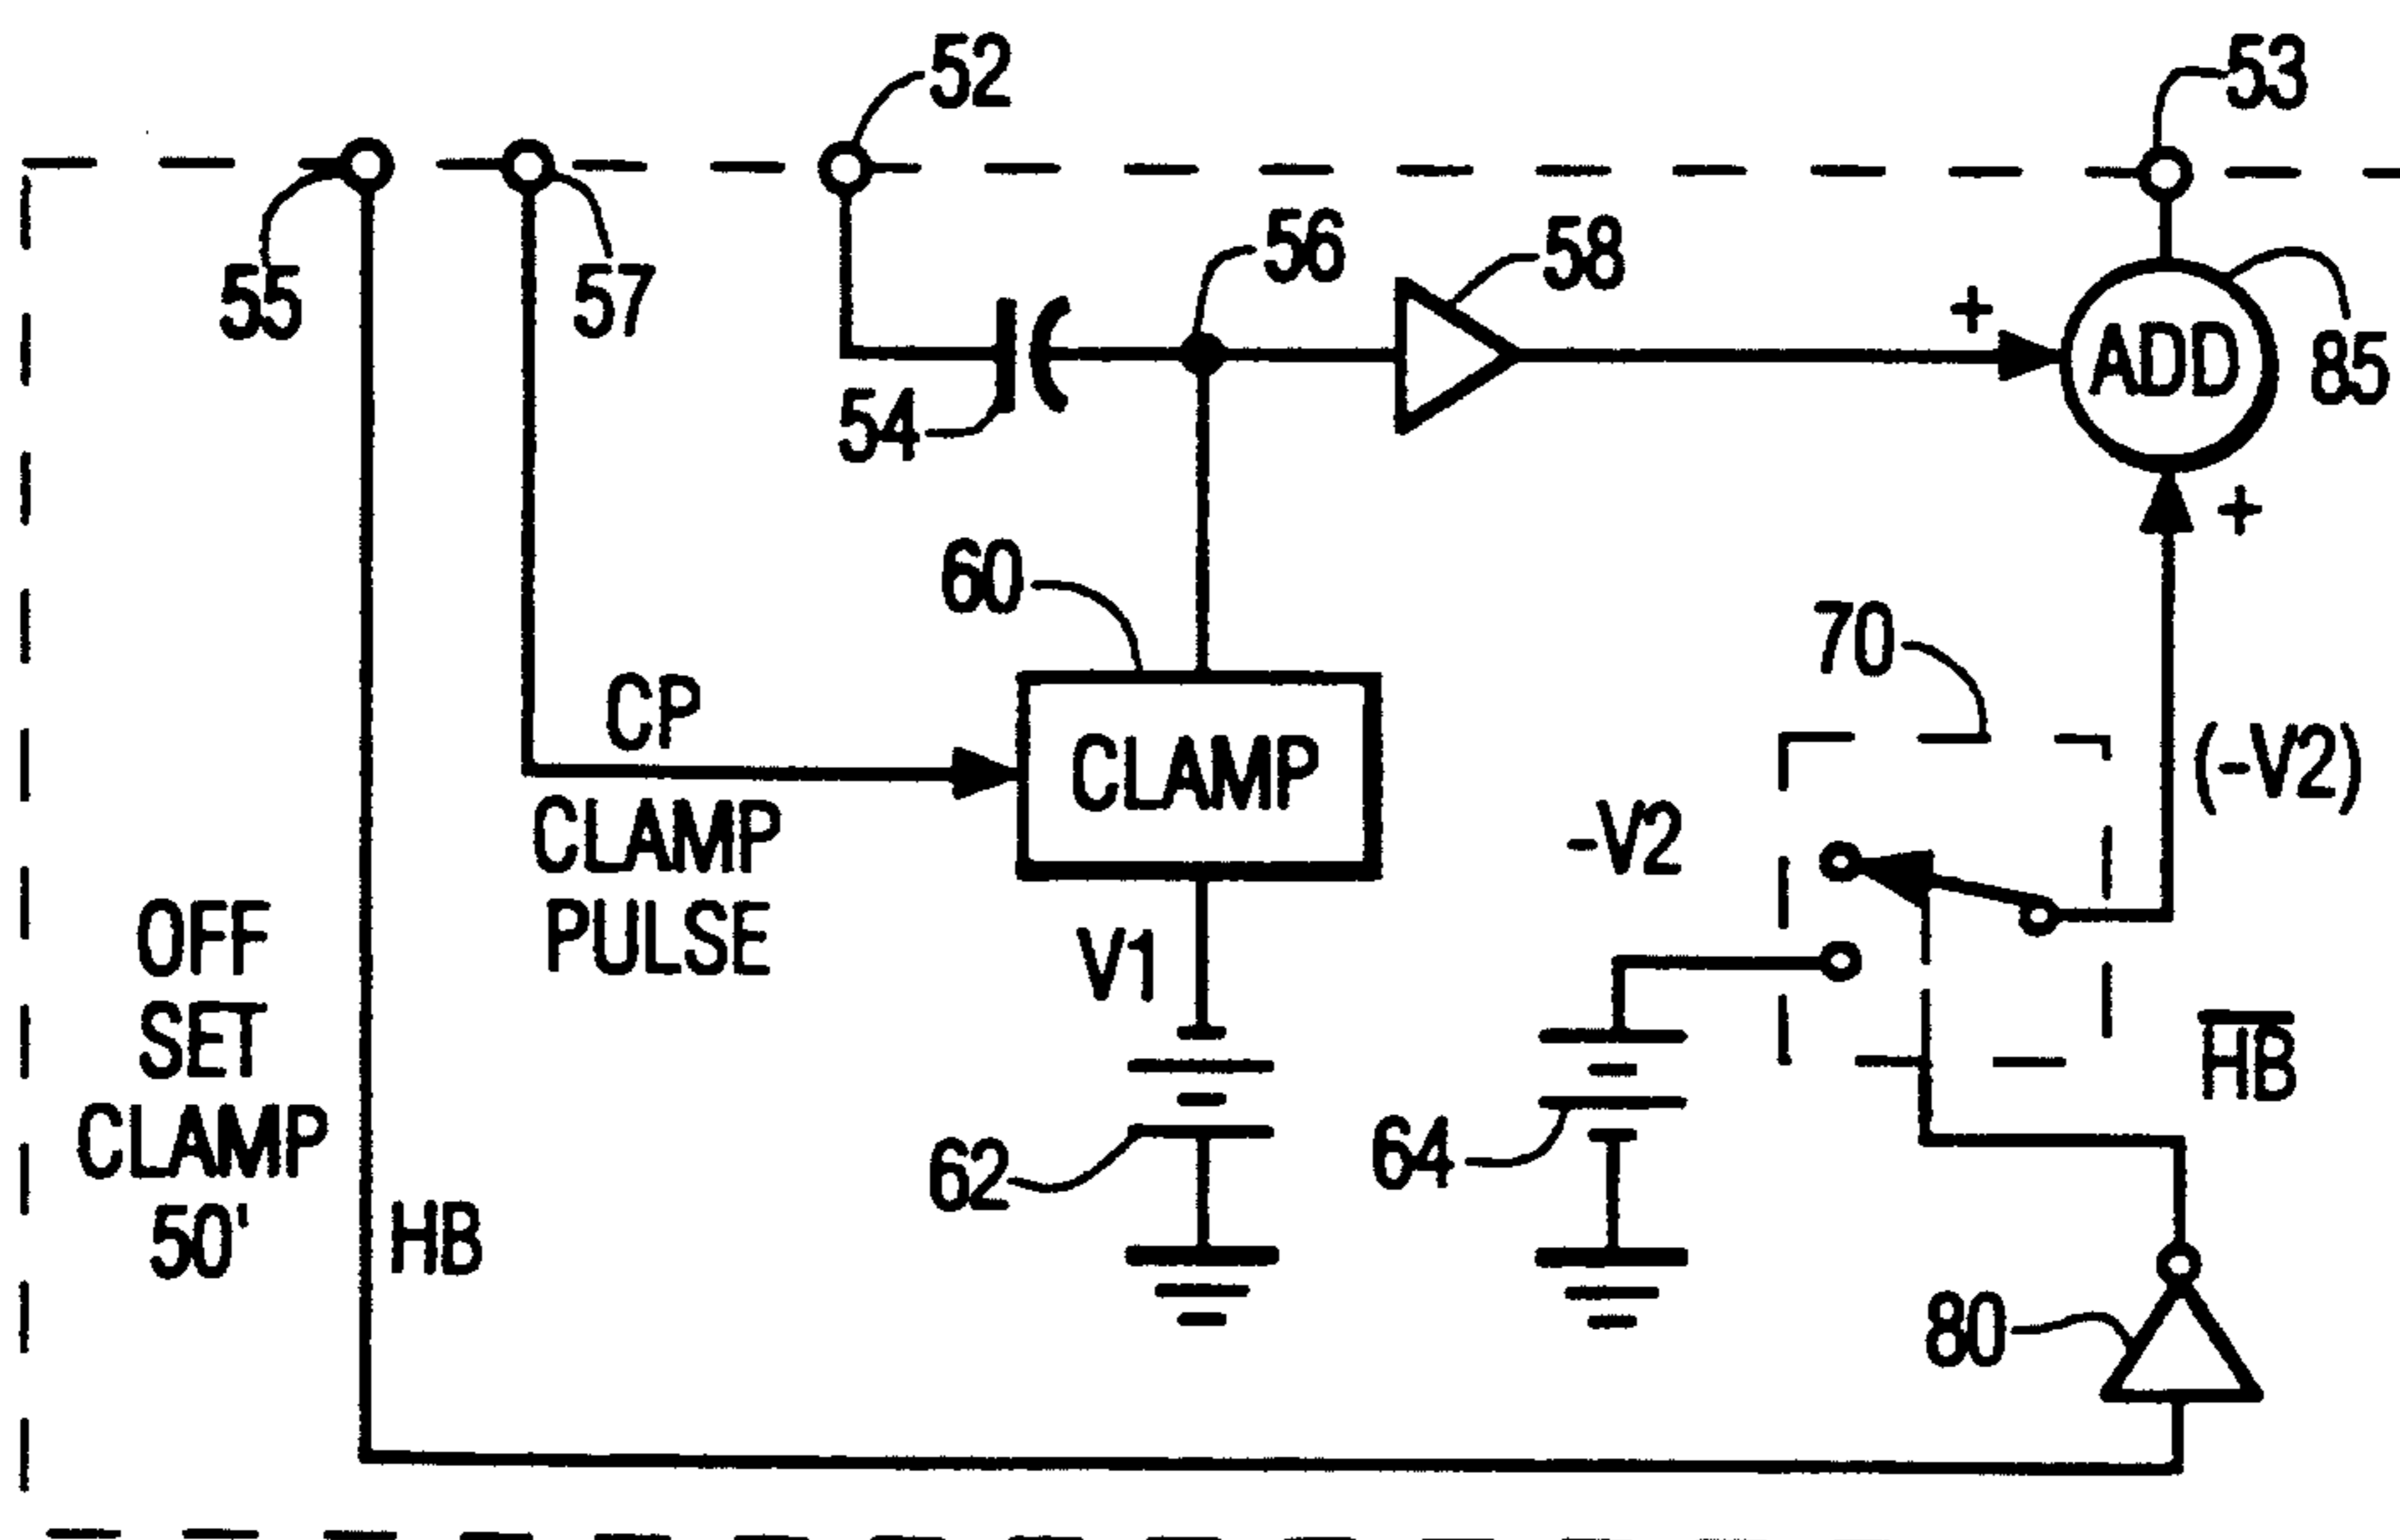 52
53
56
58
55
57
+
ADD
85
54
+
60
70
CP
CLAMP
(-V2)
CLAMP
PULSE
-V2
OFF
SET
CLAMP
50'
V1
H̅B̅
62
64
HB
80